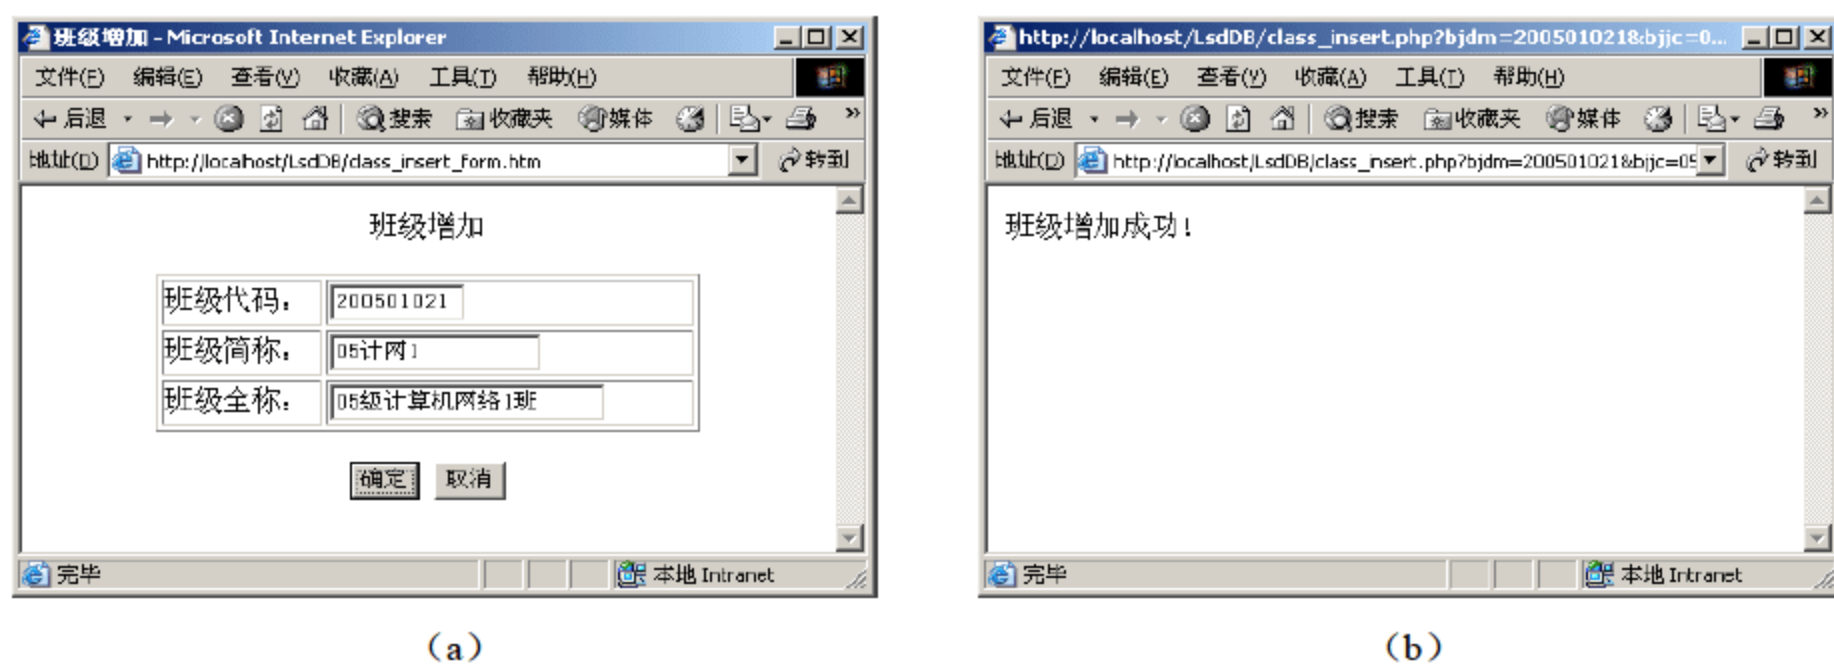 班级增加 - Microsoft Internet Explorer
文件(F) 编辑(E) 查看(V) 收藏(A) 工具(T) 帮助(H)
后退 搜索 收藏夹 媒体 »
地址(D) http://localhost/LsdDB/class_insert_form.htm 转到
班级增加
班级代码： 200501021
班级简称： 05计网1
班级全称： 05级计算机网络1班
确定 取消
完毕 本地 Intranet
(a)
http://localhost/LsdDB/class_insert.php?bjdm=200501021&bjjc=0...
文件(F) 编辑(E) 查看(V) 收藏(A) 工具(T) 帮助(H)
后退 搜索 收藏夹 媒体 »
地址(D) http://localhost/LsdDB/class_insert.php?bjdm=200501021&bjjc=05 转到
班级增加成功！
完毕 本地 Intranet
(b)